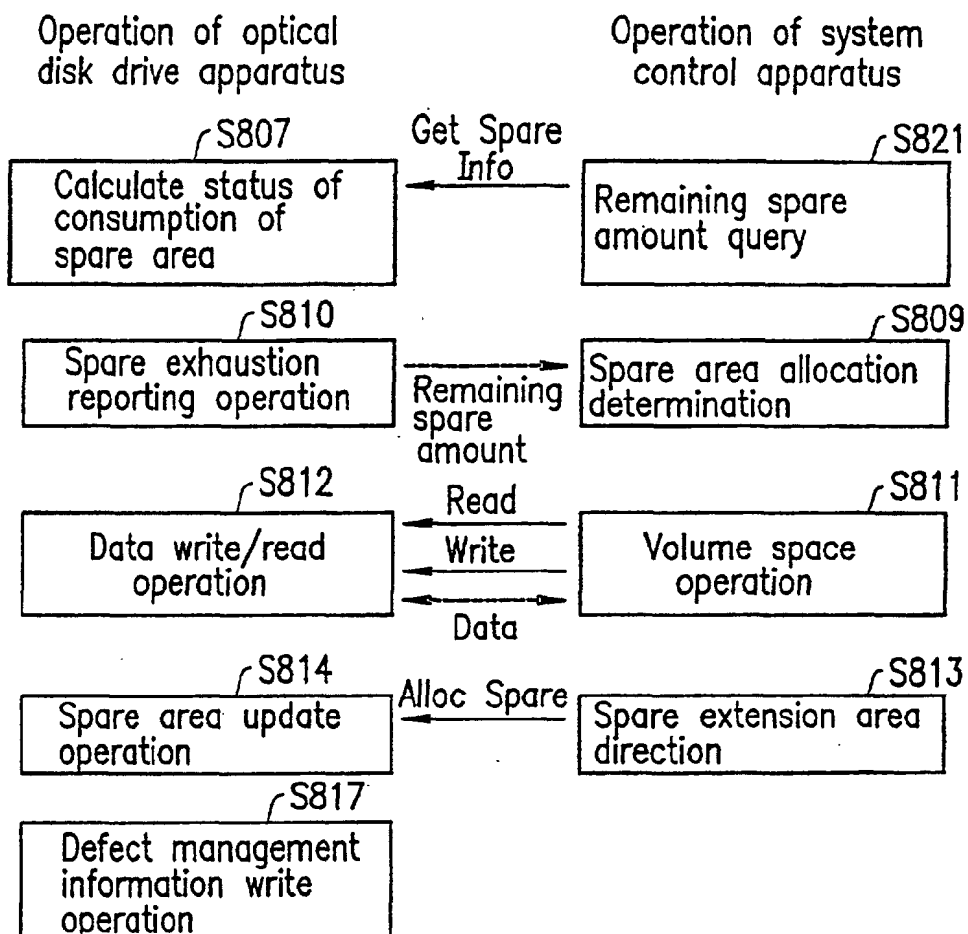 Operation of optical
disk drive apparatus
Operation of system
control apparatus
S807
Calculate status of
consumption of
spare area
Get Spare
Info
S821
Remaining spare
amount query
S810
Spare exhaustion
reporting operation
Remaining
spare
amount
S809
Spare area allocation
determination
S812
Data write/read
operation
Read
Write
Data
S811
Volume space
operation
S814
Spare area update
operation
Alloc Spare
S813
Spare extension area
direction
S817
Defect management
information write
operation